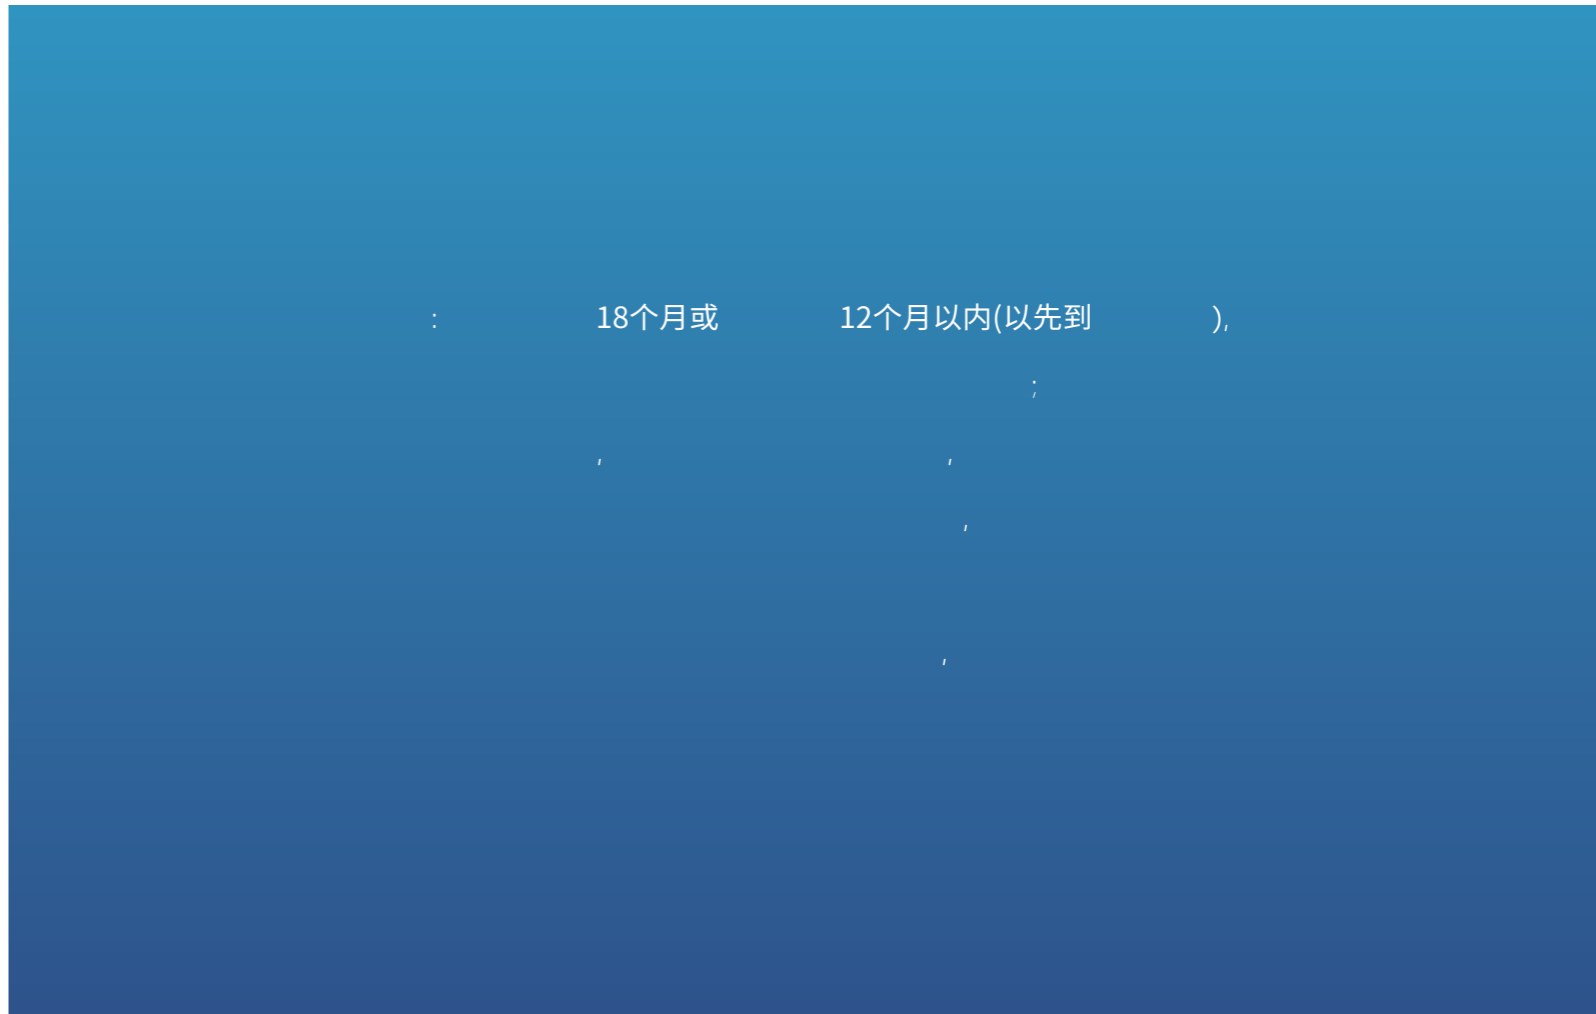 : 18个月或 12个月以内(以先到 ),
;
, ,
,
,